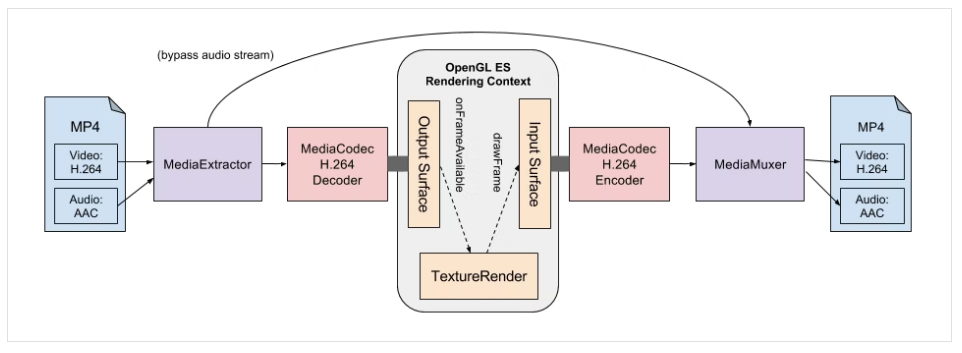 (bypass audio stream)
OpenGL ES
Rendering Context
MP4
Video:
H.264
Audio:
AAC
MediaExtractor
MediaCodec
H.264
Decoder
Output Surface
onFrameAvailable
drawFrame
Input Surface
TextureRender
MediaCodec
H.264
Encoder
MediaMuxer
MP4
Video:
H.264
Audio:
AAC